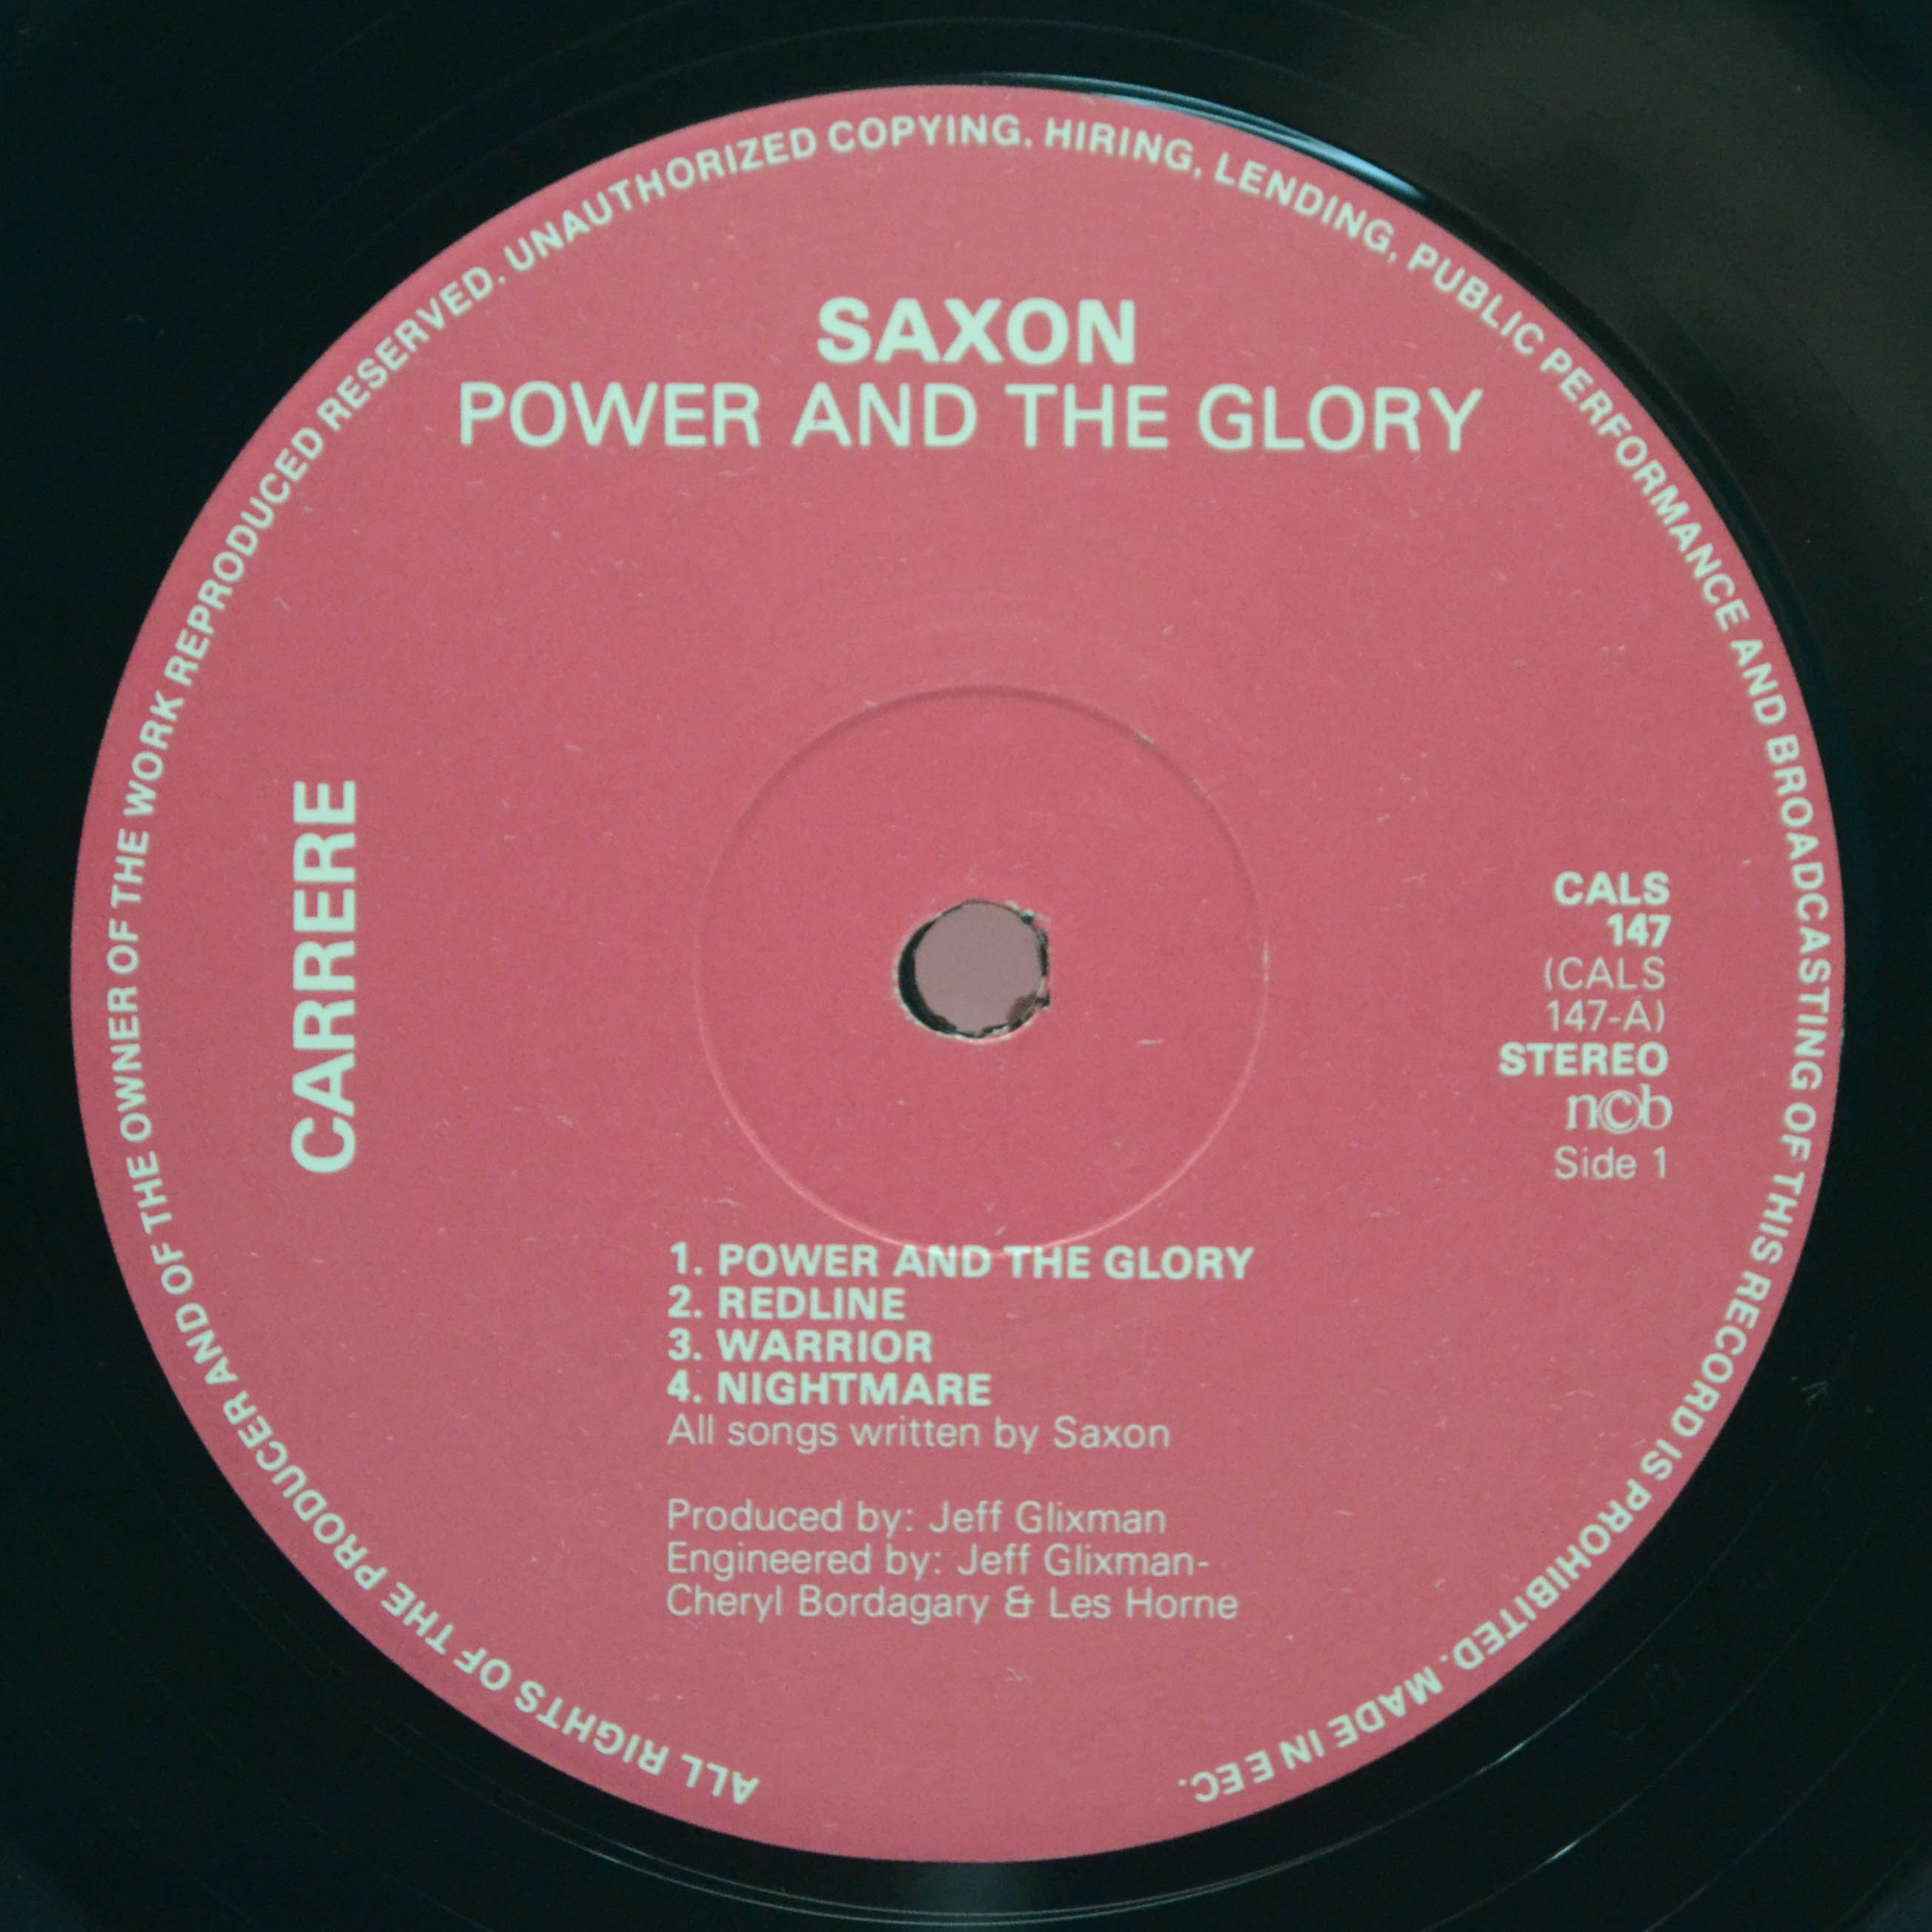 ALL RIGHTS OF THE PRODUCER AND OF THE OWNER OF THE WORK REPRODUCED RESERVED. UNAUTHORIZED COPYING. HIRING, LENDING, PUBLIC PERFORMANCE AND BROADCASTING OF THIS RECORD IS PROHIBITED. MADE IN EEC.
SAXON
POWER AND THE GLORY
CARRERE
CALS
147
(CALS
147-A)
STEREO
ncb
Side 1
1. POWER AND THE GLORY
2. REDLINE
3. WARRIOR
4. NIGHTMARE
All songs written by Saxon
Produced by: Jeff Glixman
Engineered by: Jeff Glixman-
Cheryl Bordagary & Les Horne